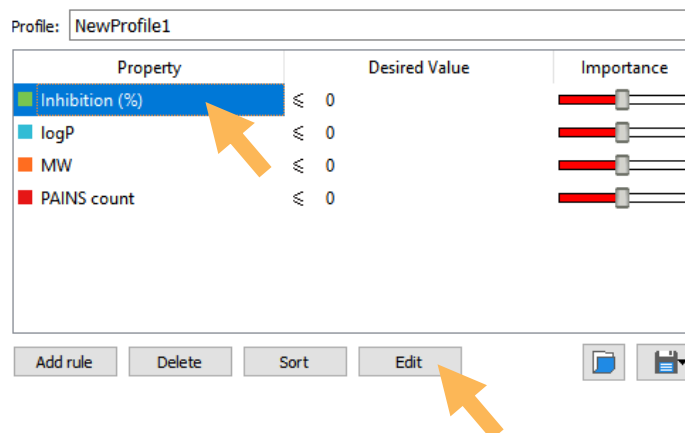 Profile: NewProfile1
Property Desired Value Importance
Inhibition (%) ⩽ 0
logP ⩽ 0
MW ⩽ 0
PAINS count ⩽ 0
Add rule Delete Sort Edit